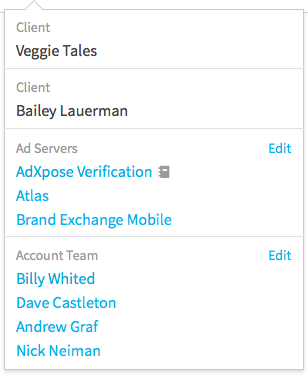 Client
Veggie Tales
Client
Bailey Lauerman
Ad Servers Edit
AdXpose Verification
Atlas
Brand Exchange Mobile
Account Team Edit
Billy Whited
Dave Castleton
Andrew Graf
Nick Neiman